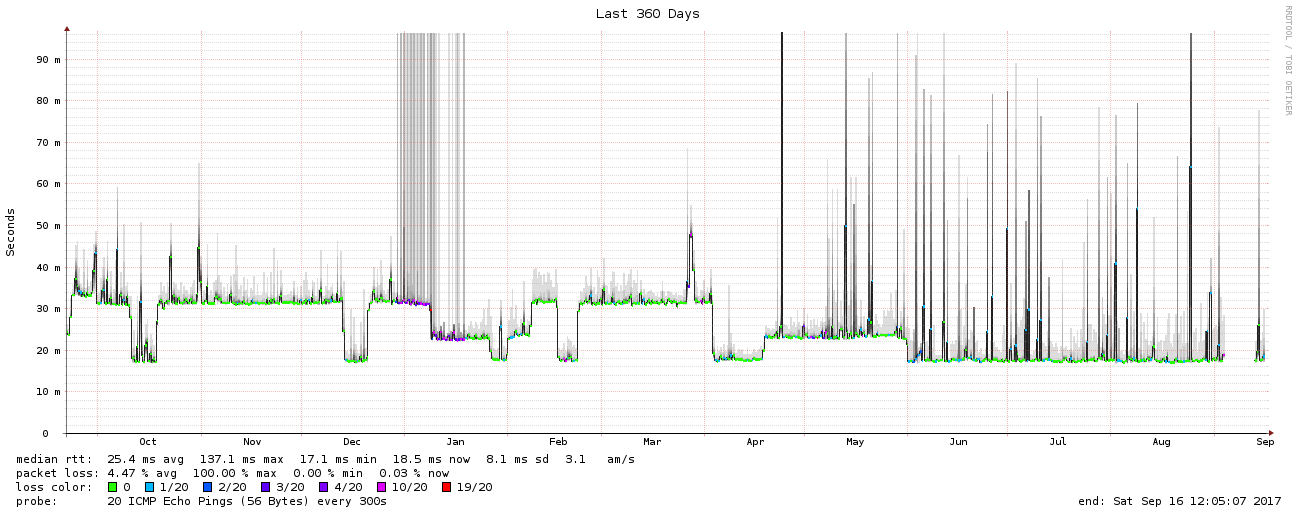 Last 360 Days
RRDTOOL / TOBI OETIKER
Seconds
90 m
80 m
70 m
60 m
50 m
40 m
30 m
20 m
10 m
0
Oct Nov Dec Jan Feb Mar Apr May Jun Jul Aug Sep
median rtt: 25.4 ms avg 137.1 ms max 17.1 ms min 18.5 ms now 8.1 ms sd 3.1 am/s
packet loss: 4.47 % avg 100.00 % max 0.00 % min 0.03 % now
loss color: 0 1/20 2/20 3/20 4/20 10/20 19/20
probe: 20 ICMP Echo Pings (56 Bytes) every 300s end: Sat Sep 16 12:05:07 2017